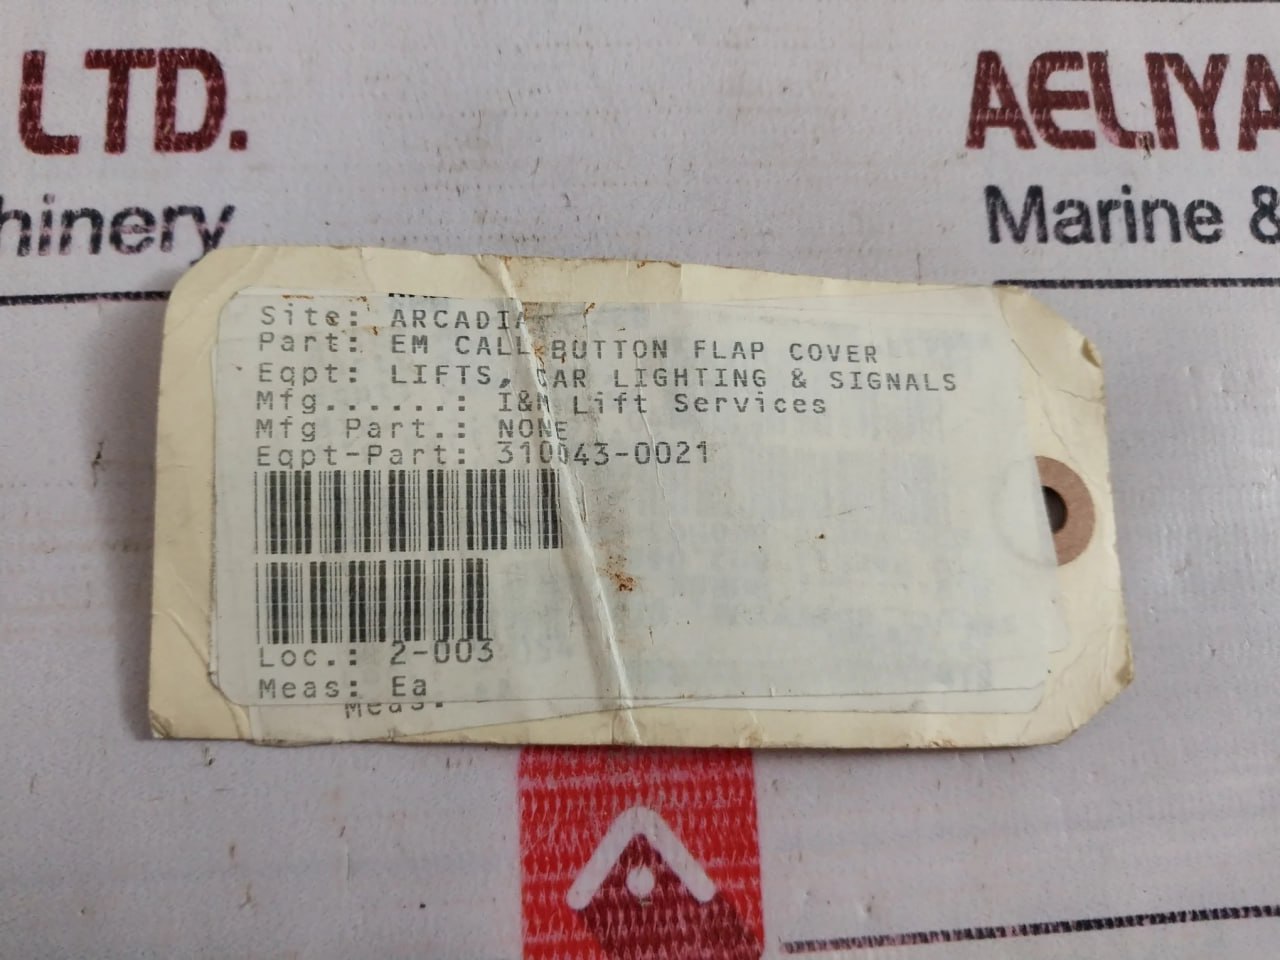 LTD.
AELIYA
hinery
Marine &
Site: ARCADIA
Part: EM CALL BUTTON FLAP COVER
Eqpt: LIFTS, CAR LIGHTING & SIGNALS
Mfg......: I&M Lift Services
Mfg Part.: NONE
Eqpt-Part: 310043-0021
Loc.: 2-003
Meas: Ea
Meas: